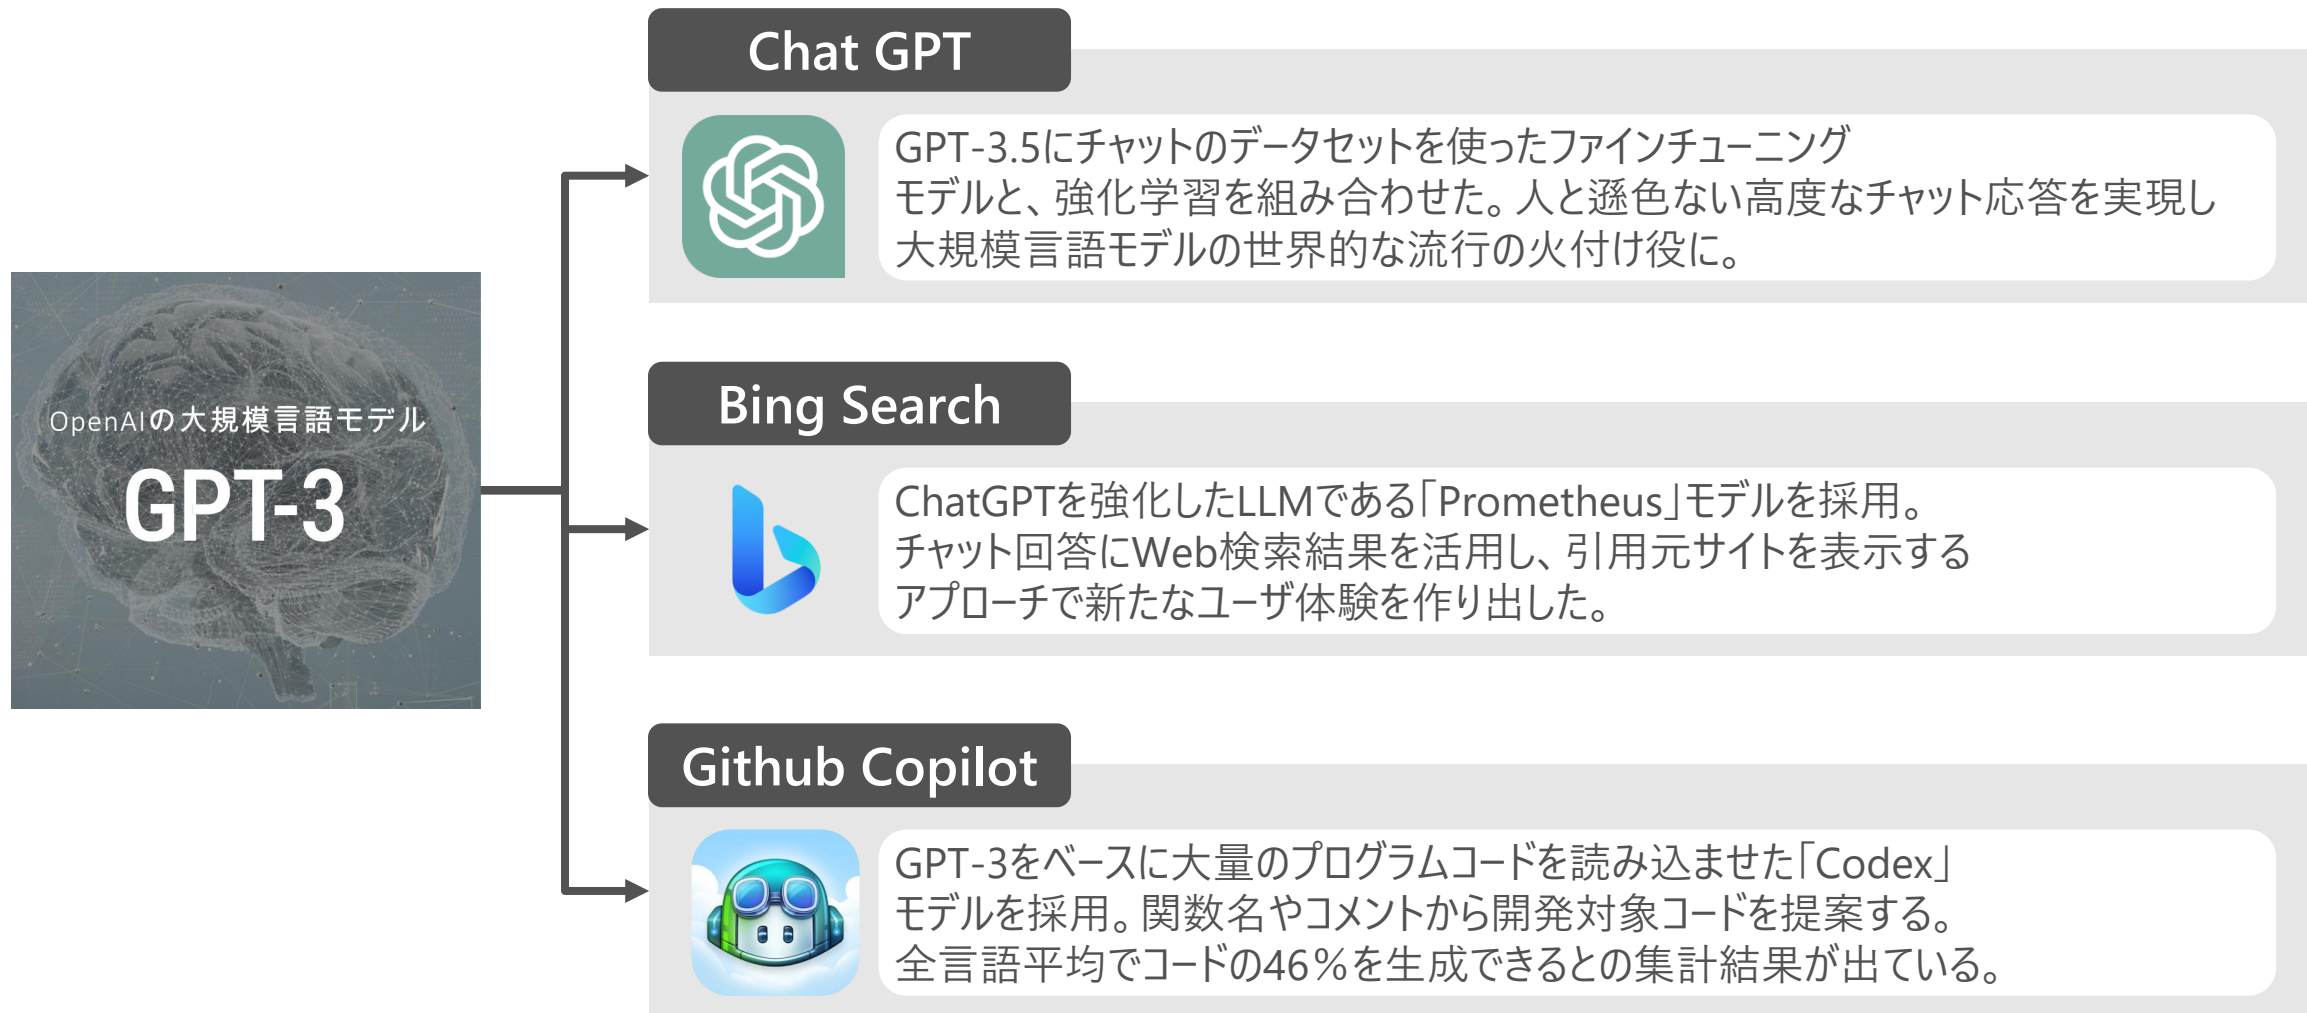 Chat GPT
GPT-3.5にチャットのデータセットを使ったファインチューニング
モデルと、強化学習を組み合わせた。人と遜色ない高度なチャット応答を実現し
大規模言語モデルの世界的な流行の火付け役に。
OpenAIの大規模言語モデル
GPT-3
Bing Search
ChatGPTを強化したLLMである「Prometheus」モデルを採用。
チャット回答にWeb検索結果を活用し、引用元サイトを表示する
アプローチで新たなユーザ体験を作り出した。
Github Copilot
GPT-3をベースに大量のプログラムコードを読み込ませた「Codex」
モデルを採用。関数名やコメントから開発対象コードを提案する。
全言語平均でコードの46％を生成できるとの集計結果が出ている。